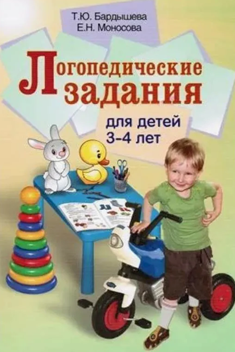 Т.Ю. Бардышева
Е.Н. Моносова
Логопедические
задания
для детей
3-4 лет